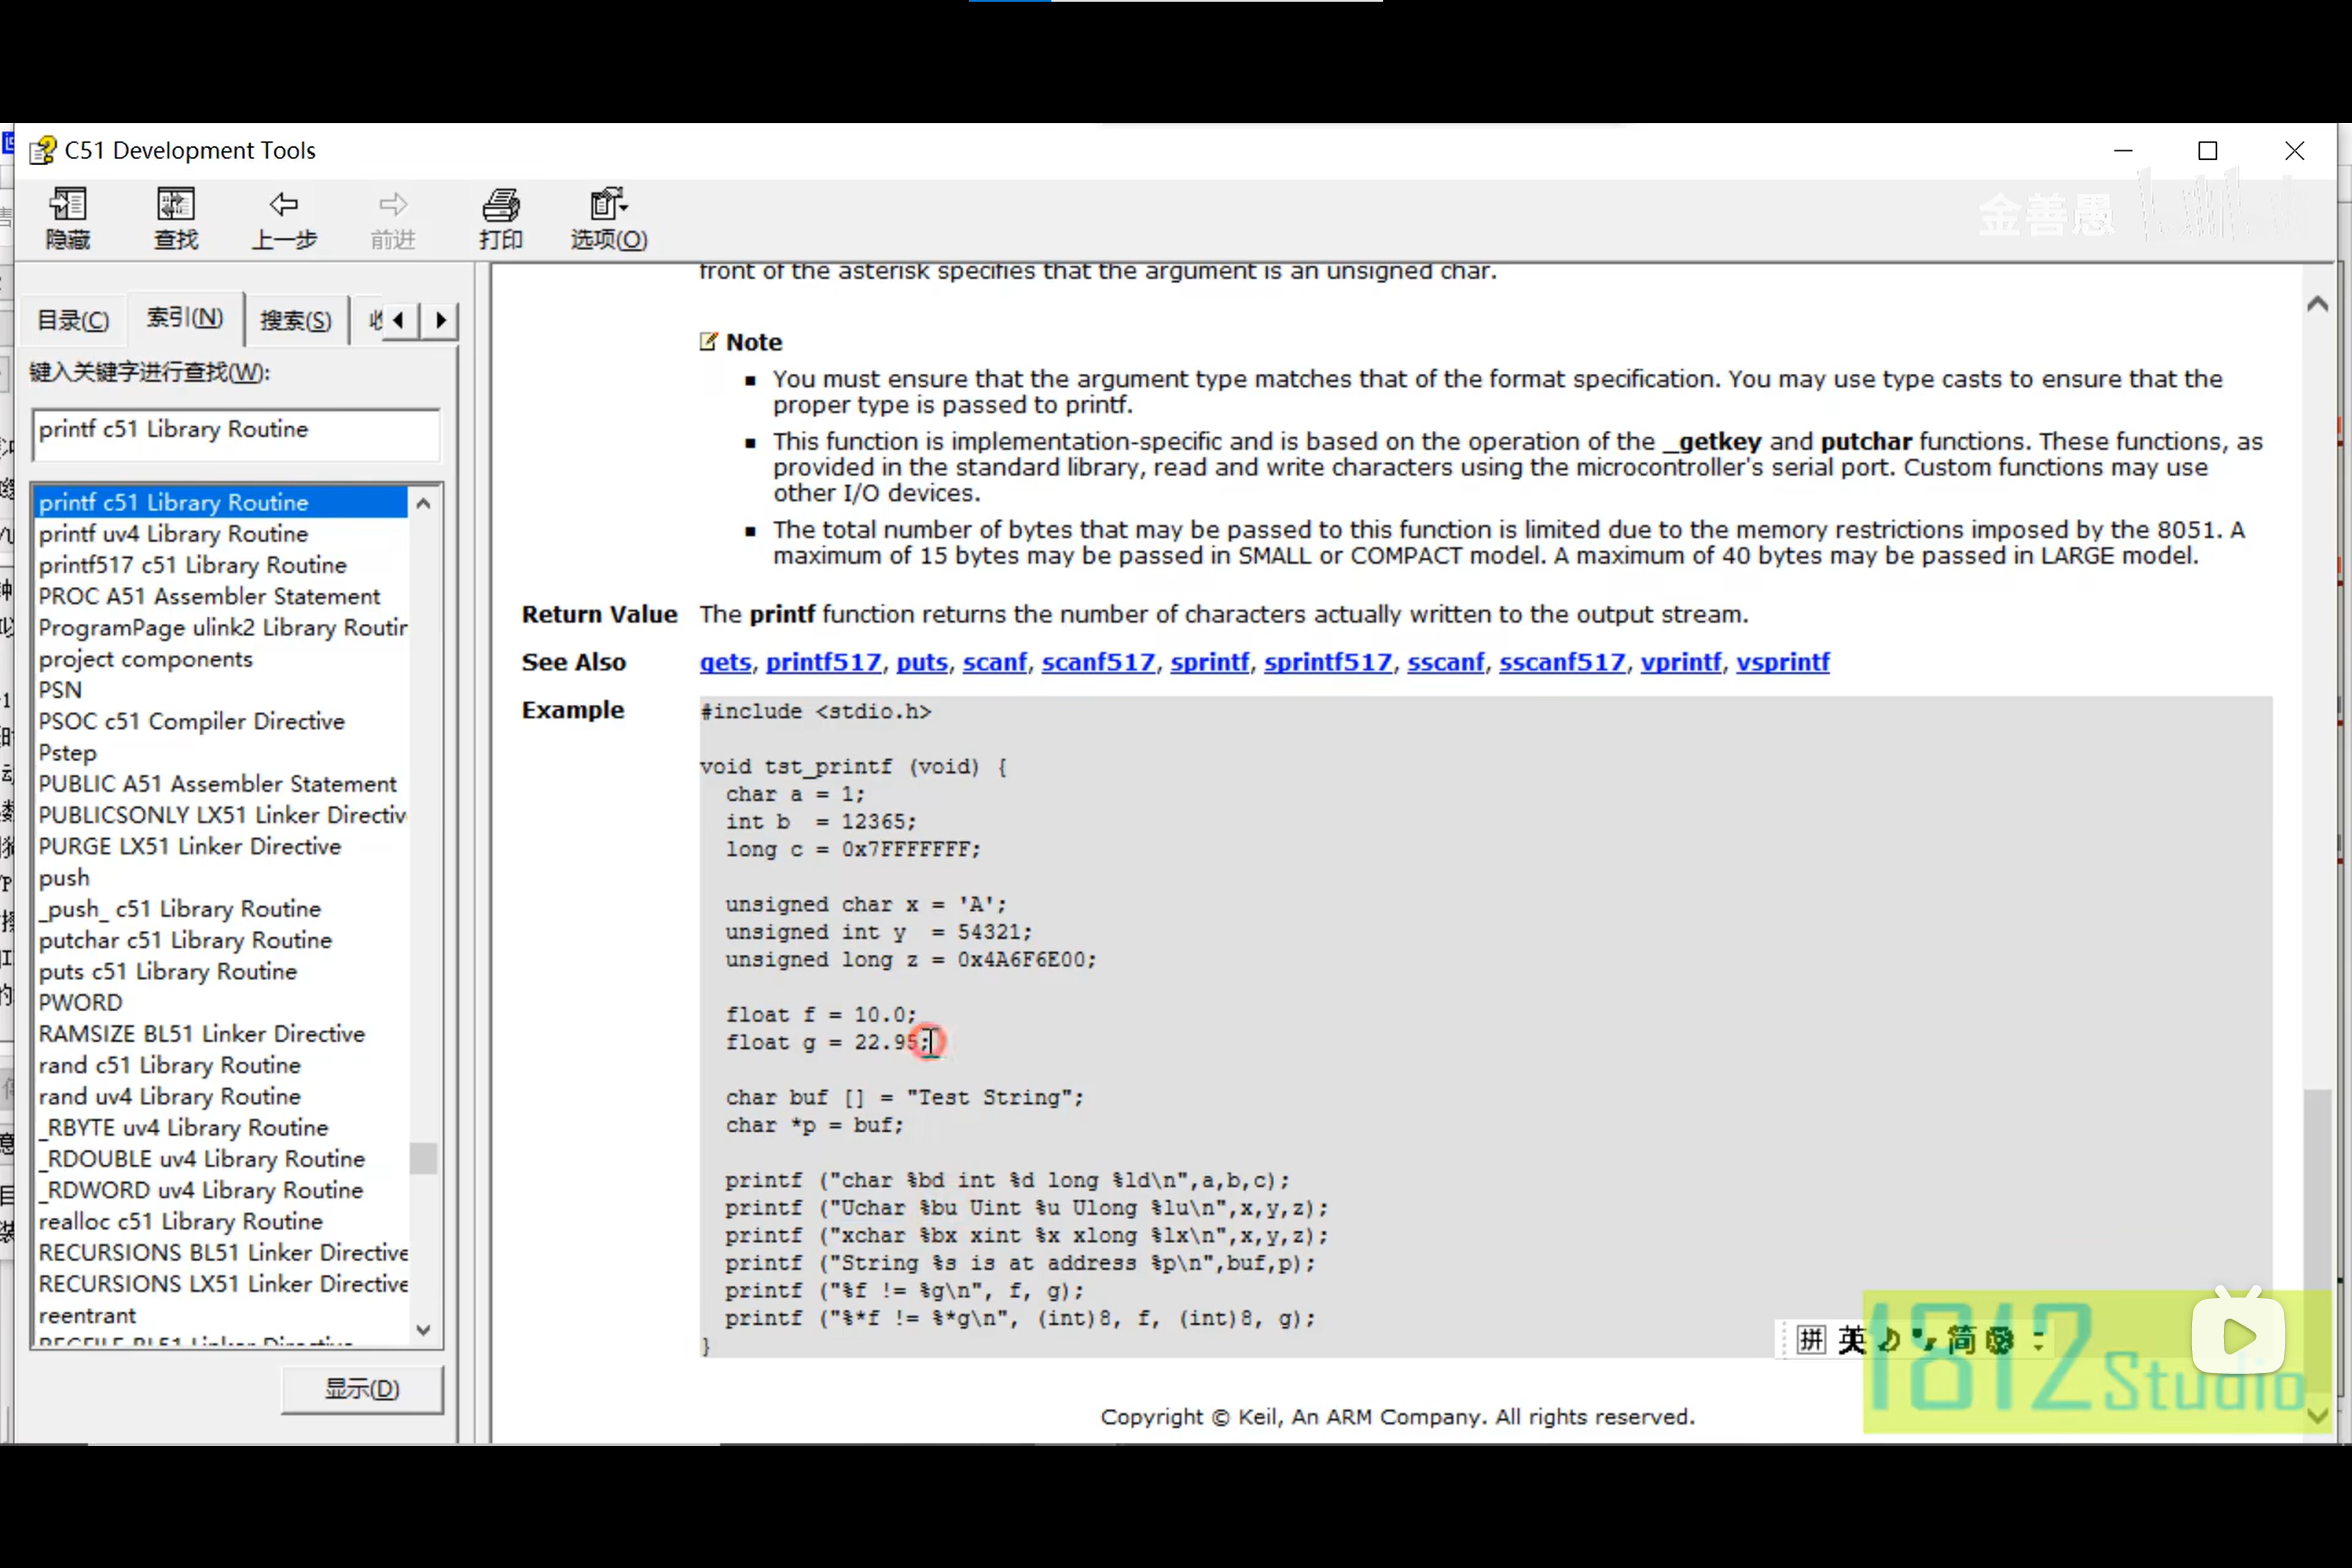 C51 Development Tools
隐藏 查找 上一步 前进 打印 选项(O)
金善愚
目录(C) 索引(N) 搜索(S)
键入关键字进行查找(W):
printf c51 Library Routine
printf c51 Library Routine
printf uv4 Library Routine
printf517 c51 Library Routine
PROC A51 Assembler Statement
ProgramPage ulink2 Library Routin
project components
PSN
PSOC c51 Compiler Directive
Pstep
PUBLIC A51 Assembler Statement
PUBLICSONLY LX51 Linker Directiv
PURGE LX51 Linker Directive
push
_push_ c51 Library Routine
putchar c51 Library Routine
puts c51 Library Routine
PWORD
RAMSIZE BL51 Linker Directive
rand c51 Library Routine
rand uv4 Library Routine
_RBYTE uv4 Library Routine
_RDOUBLE uv4 Library Routine
_RDWORD uv4 Library Routine
realloc c51 Library Routine
RECURSIONS BL51 Linker Directive
RECURSIONS LX51 Linker Directive
reentrant
REGFILE BL51 Linker Directive
显示(D)
front of the asterisk specifies that the argument is an unsigned char.
Note
■ You must ensure that the argument type matches that of the format specification. You may use type casts to ensure that the
proper type is passed to printf.
■ This function is implementation-specific and is based on the operation of the _getkey and putchar functions. These functions, as
provided in the standard library, read and write characters using the microcontroller's serial port. Custom functions may use
other I/O devices.
■ The total number of bytes that may be passed to this function is limited due to the memory restrictions imposed by the 8051. A
maximum of 15 bytes may be passed in SMALL or COMPACT model. A maximum of 40 bytes may be passed in LARGE model.
Return Value The printf function returns the number of characters actually written to the output stream.
See Also gets, printf517, puts, scanf, scanf517, sprintf, sprintf517, sscanf, sscanf517, vprintf, vsprintf
Example #include <stdio.h>
void tst_printf (void) {
char a = 1;
int b = 12365;
long c = 0x7FFFFFFF;
unsigned char x = 'A';
unsigned int y = 54321;
unsigned long z = 0x4A6F6E00;
float f = 10.0;
float g = 22.95;
char buf [] = "Test String";
char *p = buf;
printf ("char %bd int %d long %ld\n",a,b,c);
printf ("Uchar %bu Uint %u Ulong %lu\n",x,y,z);
printf ("xchar %bx xint %x xlong %lx\n",x,y,z);
printf ("String %s is at address %p\n",buf,p);
printf ("%f != %g\n", f, g);
printf ("%*f != %*g\n", (int)8, f, (int)8, g);
}
Copyright © Keil, An ARM Company. All rights reserved.
拼 英 简
1812 Studio